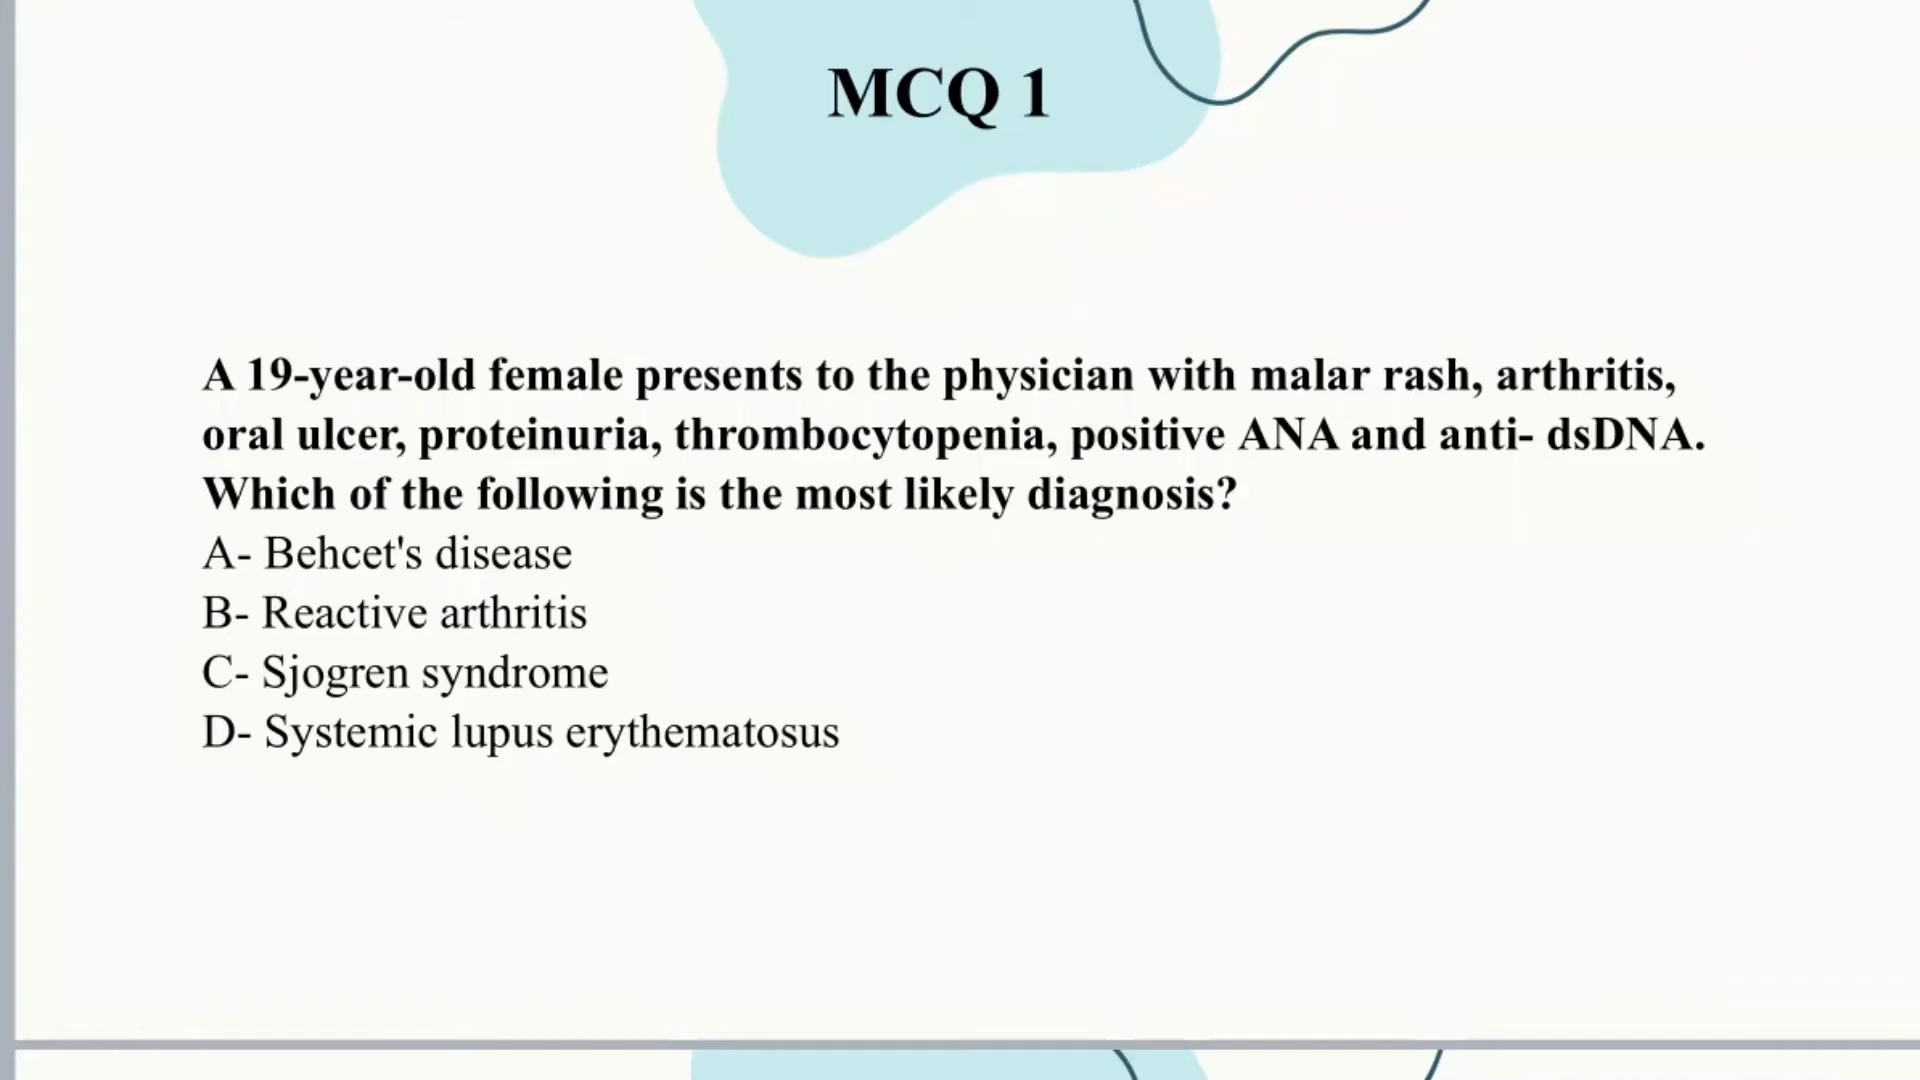 MCQ 1
A 19-year-old female presents to the physician with malar rash, arthritis,
oral ulcer, proteinuria, thrombocytopenia, positive ANA and anti- dsDNA.
Which of the following is the most likely diagnosis?
A- Behcet's disease
B- Reactive arthritis
C- Sjogren syndrome
D- Systemic lupus erythematosus